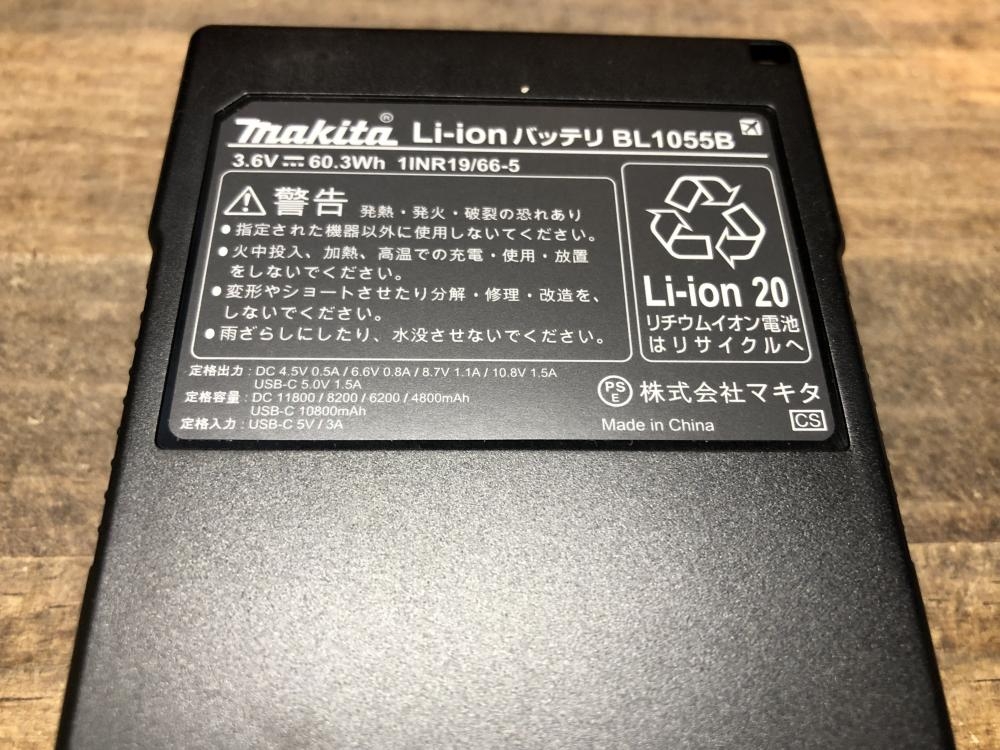 makita® Li-ion バッテリ BL1055B
3.6V⎓60.3Wh 1INR19/66-5
⚠警告 発熱・発火・破裂の恐れあり
●指定された機器以外に使用しないてください。
●火中投入、加熱、高温での充電・使用・放置
をしないでください。
●変形やショートさせたり分解・修理・改造を、
しないでください。
●雨ざらしにしたり、水没させないでください。
Li-ion 20
リチウムイオン電池
はリサイクルへ
定格出力 : DC 4.5V 0.5A / 6.6V 0.8A / 8.7V 1.1A / 10.8V 1.5A
USB-C 5.0V 1.5A
定格容量 : DC 11800 / 8200 / 6200 / 4800mAh
USB-C 10800mAh
定格入力 : USB-C 5V / 3A
PSE 株式会社マキタ
Made in China
CS